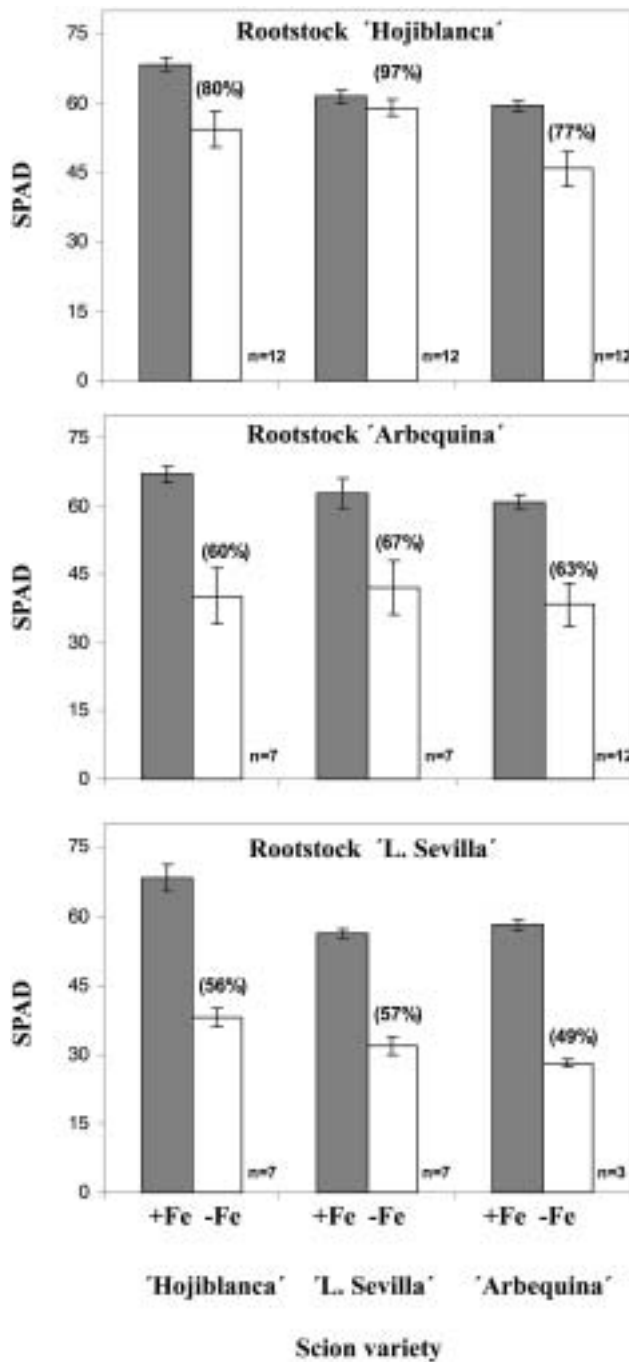 Rootstock ´Hojiblanca´
75
60
45
30
15
0
SPAD
(80%)
(97%)
(77%)
n=12
n=12
n=12
Rootstock ´Arbequina´
75
60
45
30
15
0
SPAD
(60%)
(67%)
(63%)
n=7
n=7
n=12
Rootstock ´L. Sevilla´
75
60
45
30
15
0
SPAD
(56%)
(57%)
(49%)
n=7
n=7
n=3
+Fe -Fe +Fe -Fe +Fe -Fe
´Hojiblanca´ ´L. Sevilla´ ´Arbequina´
Scion variety